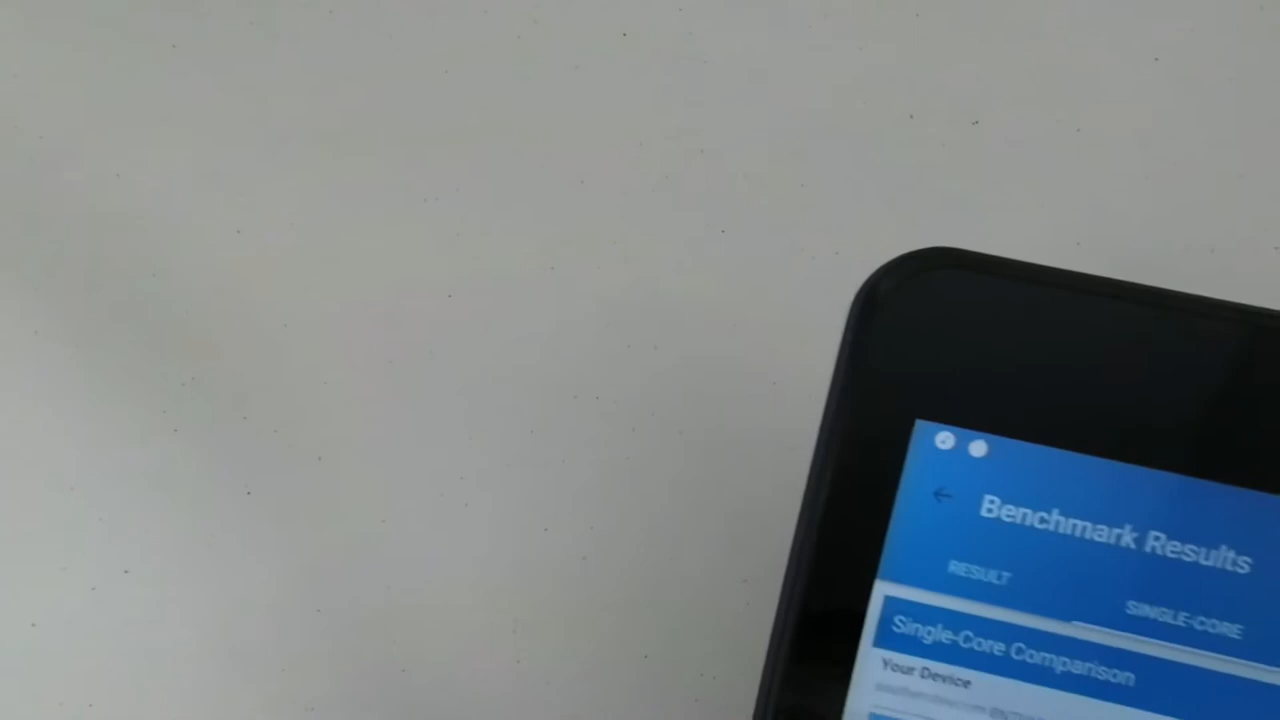 Benchmark Results
RESULT
SINGLE-CORE
Single-Core Comparison
Your Device